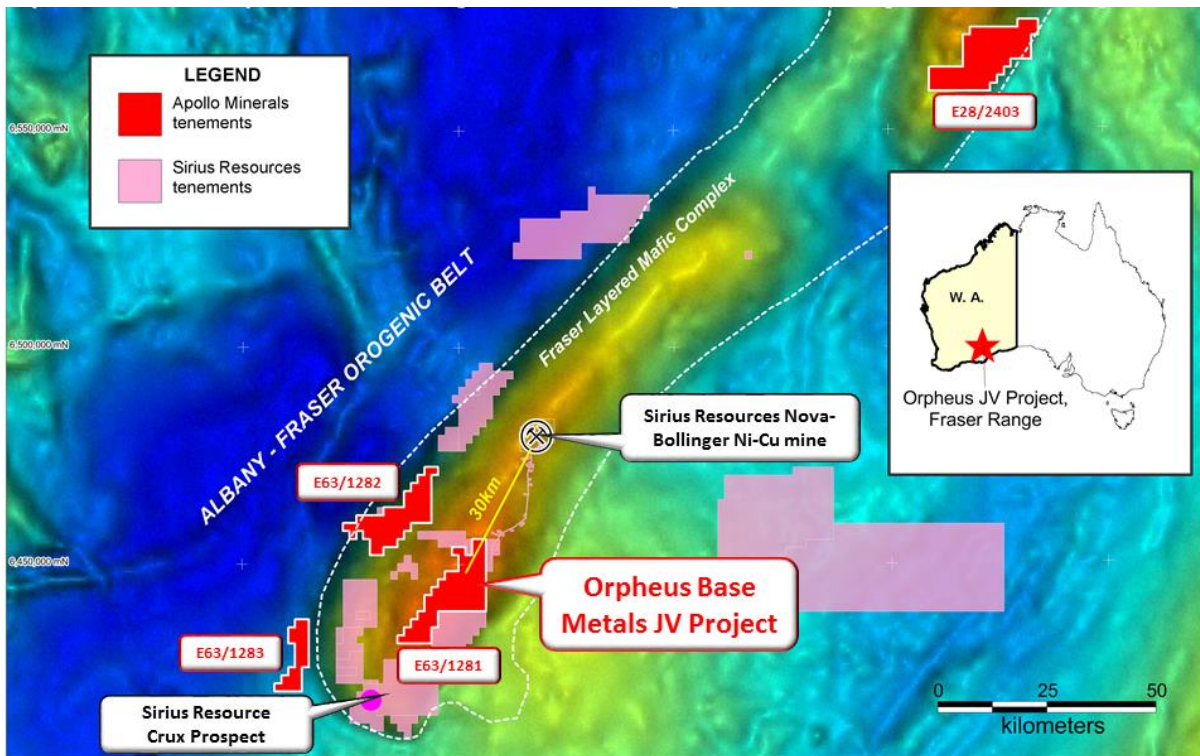 LEGEND
Apollo Minerals
tenements
Sirius Resources
tenements
E28/2403
6,550,000 mN
Fraser Layered Mafic Complex
ALBANY - FRASER OROGENIC BELT
W. A.
Orpheus JV Project,
Fraser Range
6,500,000 mN
Sirius Resources Nova-
Bollinger Ni-Cu mine
E63/1282
30km
6,450,000 mN
Orpheus Base
Metals JV Project
E63/1283
E63/1281
Sirius Resource
Crux Prospect
0 25 50
kilometers